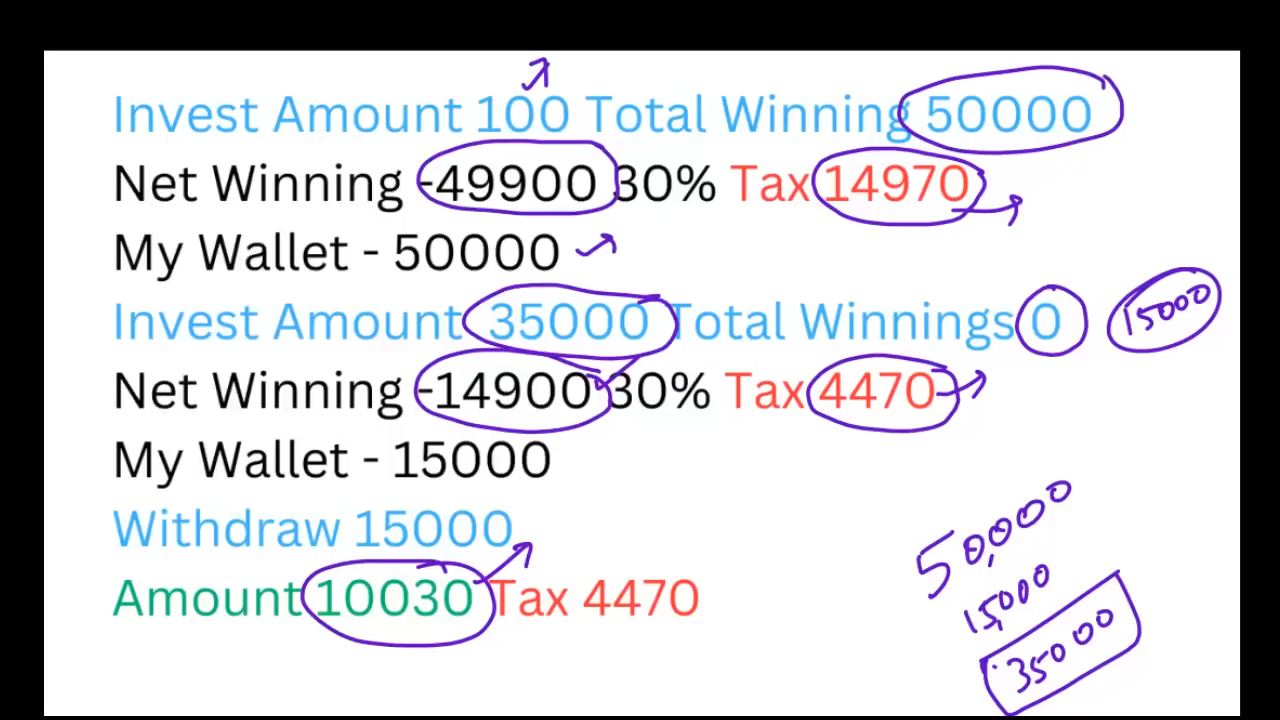 Invest Amount 100 Total Winning 50000
Net Winning -49900 30% Tax 14970
My Wallet - 50000
Invest Amount 35000 Total Winnings 0 15000
Net Winning -14900 30% Tax 4470
My Wallet - 15000
Withdraw 15000
Amount 10030 Tax 4470
50,000
15,000
35000